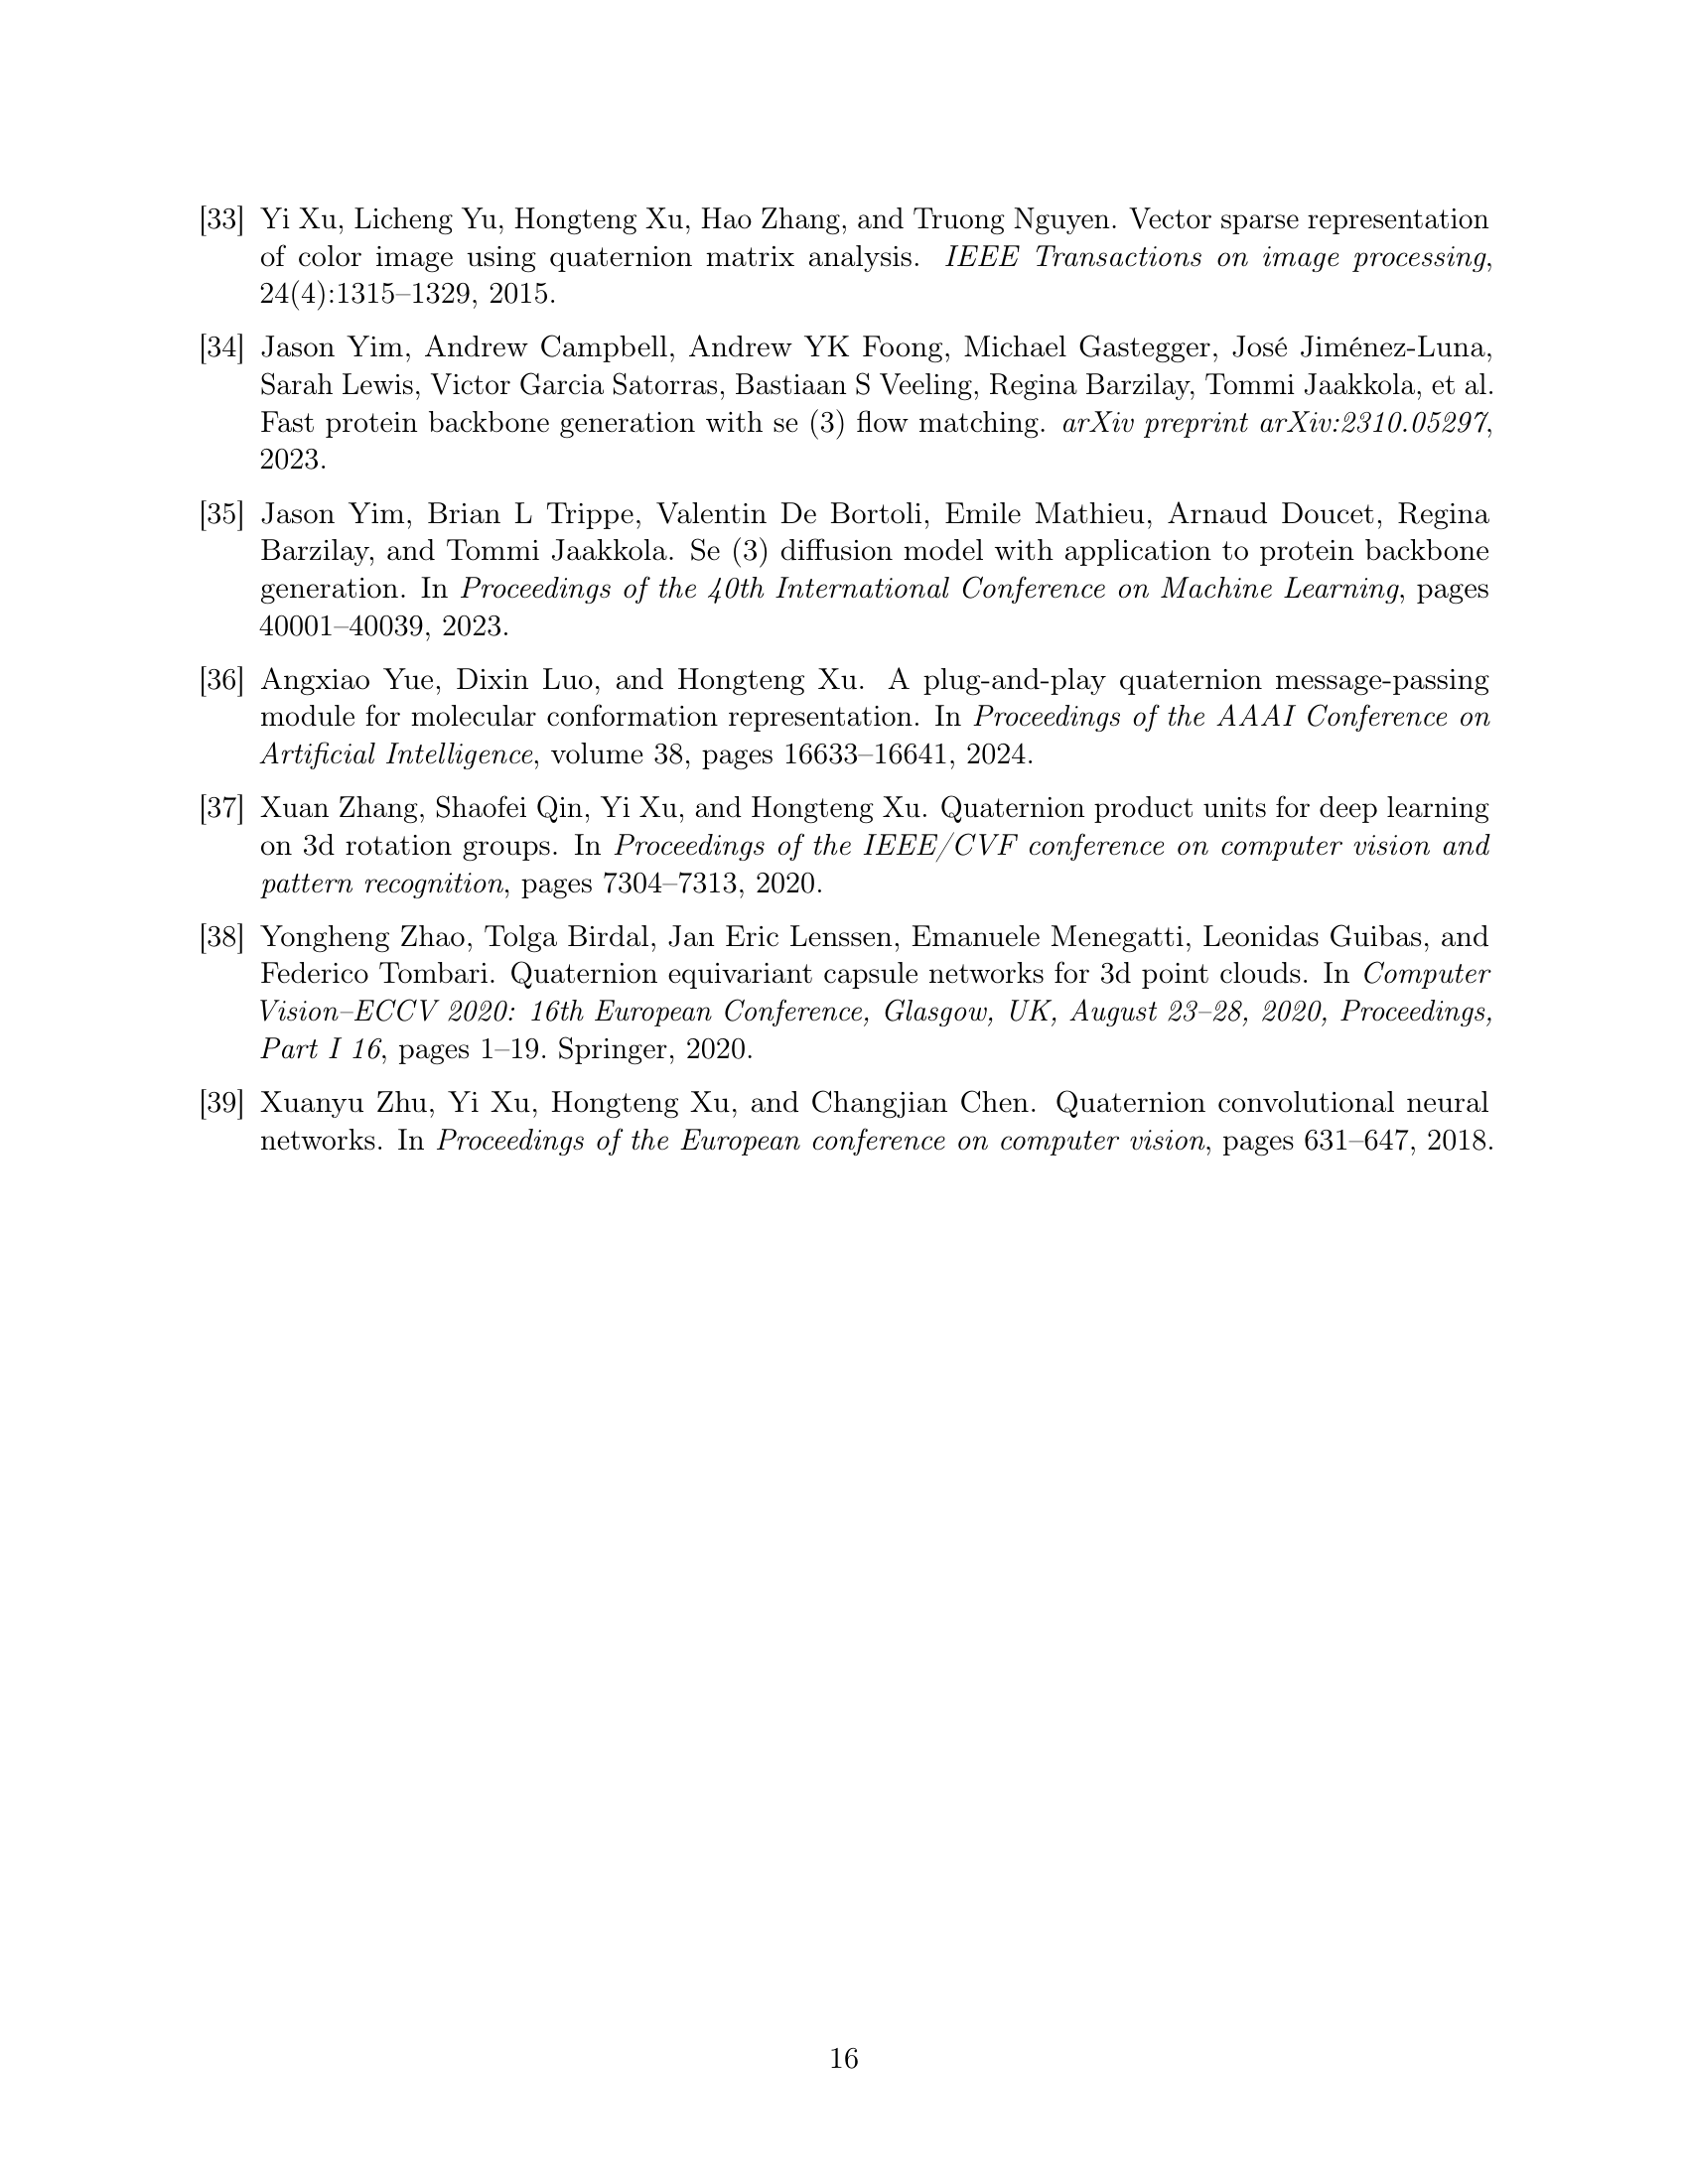 [33] Yi Xu, Licheng Yu, Hongteng Xu, Hao Zhang, and Truong Nguyen. Vector sparse representation
of color image using quaternion matrix analysis. IEEE Transactions on image processing,
24(4):1315–1329, 2015.
[34] Jason Yim, Andrew Campbell, Andrew YK Foong, Michael Gastegger, José Jiménez-Luna,
Sarah Lewis, Victor Garcia Satorras, Bastiaan S Veeling, Regina Barzilay, Tommi Jaakkola, et al.
Fast protein backbone generation with se (3) flow matching. arXiv preprint arXiv:2310.05297,
2023.
[35] Jason Yim, Brian L Trippe, Valentin De Bortoli, Emile Mathieu, Arnaud Doucet, Regina
Barzilay, and Tommi Jaakkola. Se (3) diffusion model with application to protein backbone
generation. In Proceedings of the 40th International Conference on Machine Learning, pages
40001–40039, 2023.
[36] Angxiao Yue, Dixin Luo, and Hongteng Xu. A plug-and-play quaternion message-passing
module for molecular conformation representation. In Proceedings of the AAAI Conference on
Artificial Intelligence, volume 38, pages 16633–16641, 2024.
[37] Xuan Zhang, Shaofei Qin, Yi Xu, and Hongteng Xu. Quaternion product units for deep learning
on 3d rotation groups. In Proceedings of the IEEE/CVF conference on computer vision and
pattern recognition, pages 7304–7313, 2020.
[38] Yongheng Zhao, Tolga Birdal, Jan Eric Lenssen, Emanuele Menegatti, Leonidas Guibas, and
Federico Tombari. Quaternion equivariant capsule networks for 3d point clouds. In Computer
Vision–ECCV 2020: 16th European Conference, Glasgow, UK, August 23–28, 2020, Proceedings,
Part I 16, pages 1–19. Springer, 2020.
[39] Xuanyu Zhu, Yi Xu, Hongteng Xu, and Changjian Chen. Quaternion convolutional neural
networks. In Proceedings of the European conference on computer vision, pages 631–647, 2018.
16